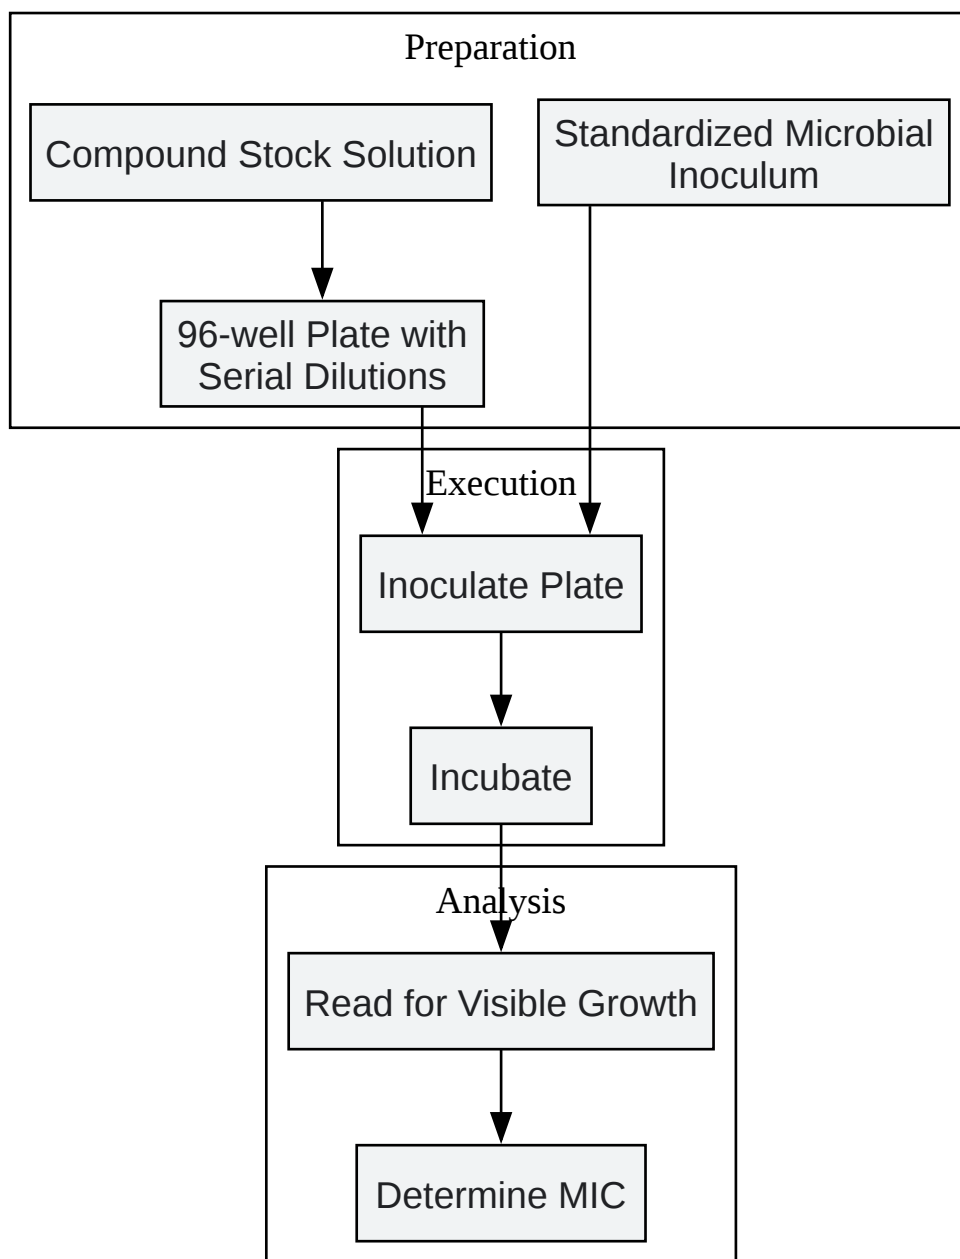 Preparation
Compound Stock Solution
Standardized Microbial
Inoculum
96-well Plate with
Serial Dilutions
Execution
Inoculate Plate
Incubate
Analysis
Read for Visible Growth
Determine MIC